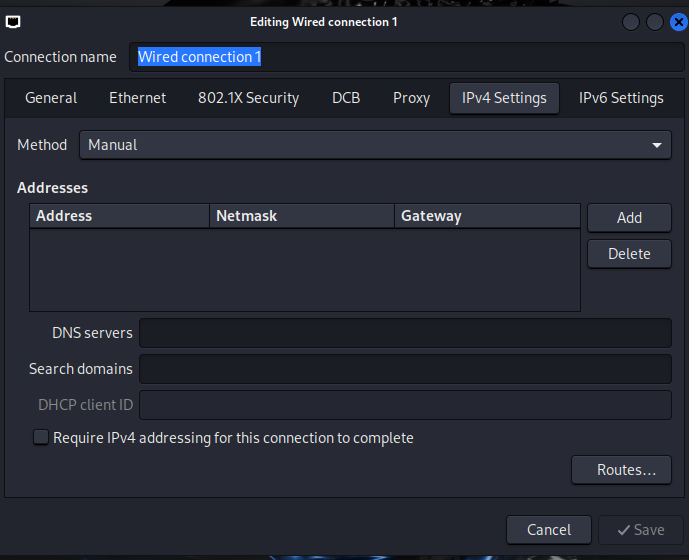 Editing Wired connection 1
Connection name Wired connection 1
General Ethernet 802.1X Security DCB Proxy IPv4 Settings IPv6 Settings
Method Manual
Addresses
Address Netmask Gateway Add
Delete
DNS servers
Search domains
DHCP client ID
Require IPv4 addressing for this connection to complete
Routes...
Cancel Save